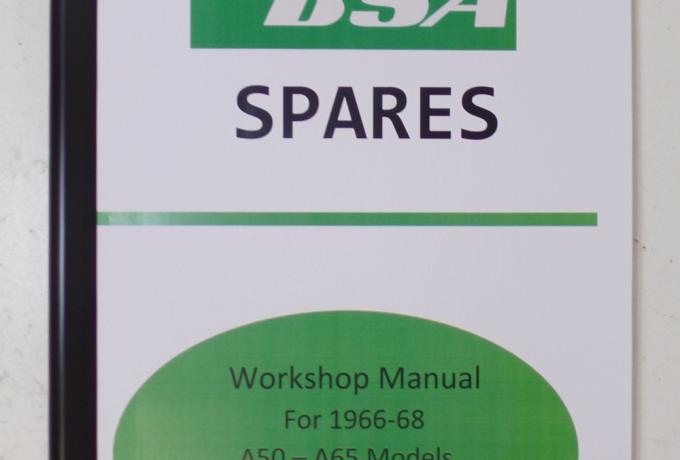 BSA
SPARES
Workshop Manual
For 1966-68
A50 – A65 Models